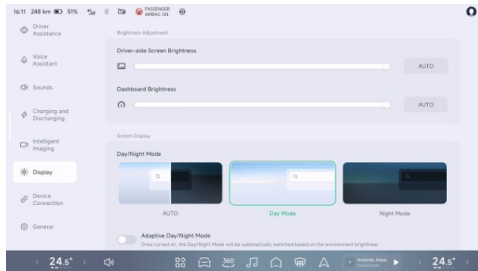 16:11 248 km 51% PASSENGER AIRBAG ON
Driver Assistance
Voice Assistant
Sounds
Charging and Discharging
Intelligent Imaging
Display
Device Connection
General
Brightness Adjustment
Driver-side Screen Brightness
AUTO
Dashboard Brightness
AUTO
Screen Display
Day/Night Mode
AUTO
Day Mode
Night Mode
Adaptive Day/Night Mode
Once turned on, the Day/Night Mode will be automatically switched based on the environment brightness
24.5°
360
24.5°